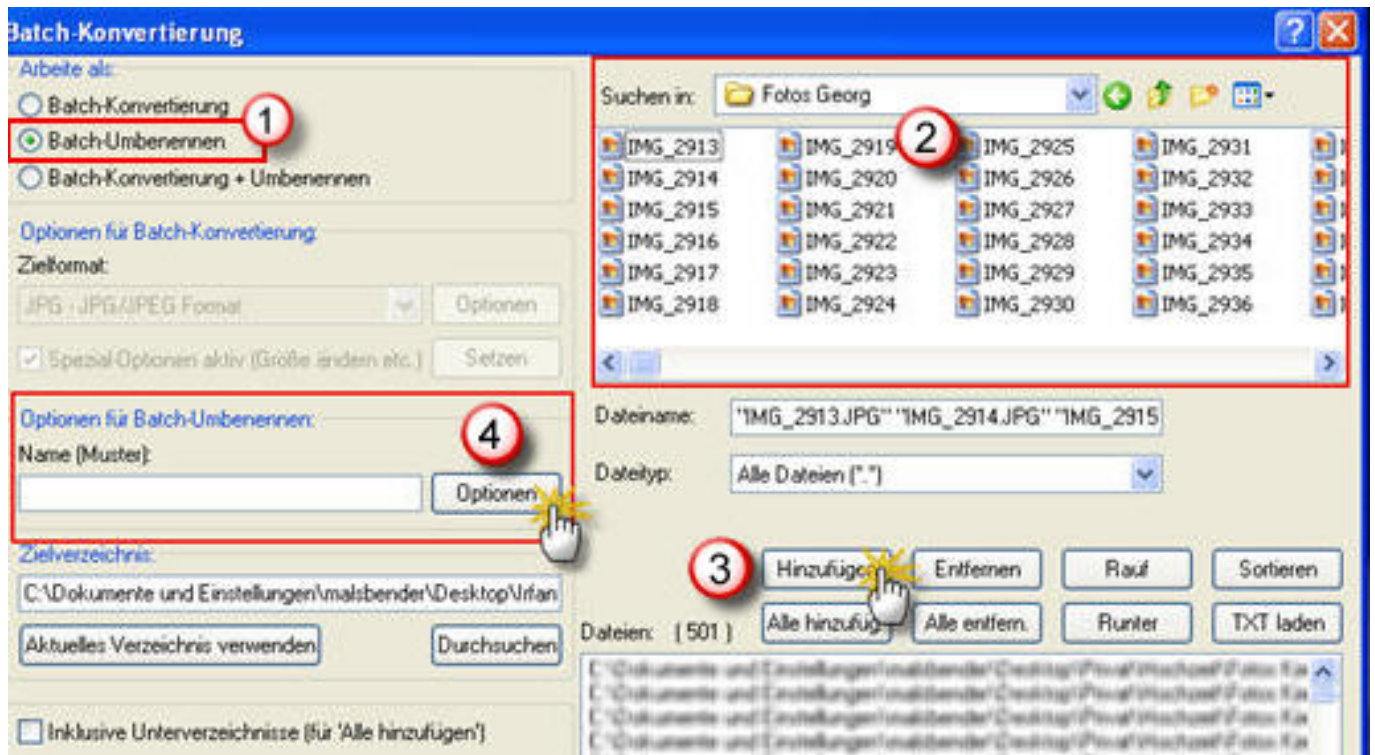 Batch-Konvertierung
Arbeite als:
Batch-Konvertierung
1
Batch-Umbenennen
Batch-Konvertierung + Umbenennen
Optionen für Batch-Konvertierung:
Zielformat:
JPG - JPG/JPEG Format
Optionen
Spezial-Optionen aktiv (Größe ändern etc.)
Setzen
Optionen für Batch-Umbenennen:
4
Name (Muster):
Optionen
Zielverzeichnis:
C:\Dokumente und Einstellungen\malsbender\Desktop\Irfan
Aktuelles Verzeichnis verwenden
Durchsuchen
Inklusive Unterverzeichnisse (für 'Alle hinzufügen')
Suchen in:
Fotos Georg
2
IMG_2913 IMG_2919 IMG_2925 IMG_2931
IMG_2914 IMG_2920 IMG_2926 IMG_2932
IMG_2915 IMG_2921 IMG_2927 IMG_2933
IMG_2916 IMG_2922 IMG_2928 IMG_2934
IMG_2917 IMG_2923 IMG_2929 IMG_2935
IMG_2918 IMG_2924 IMG_2930 IMG_2936
Dateiname:
"IMG_2913.JPG" "IMG_2914.JPG" "IMG_2915
Dateityp:
Alle Dateien (*.*)
3
Hinzufügen Entfernen Rauf Sortieren
Alle hinzufüg. Alle entfern. Runter TXT laden
Dateien: ( 501 )